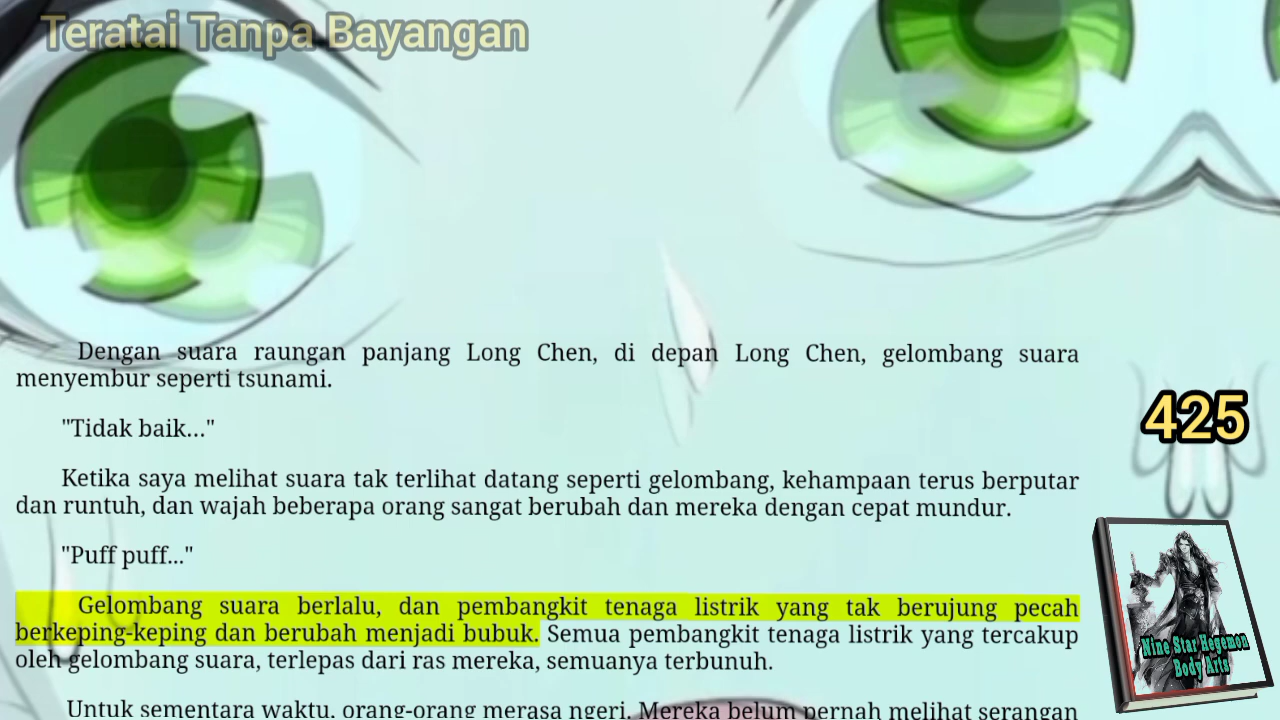 Teratai Tanpa Bayangan
Dengan suara raungan panjang Long Chen, di depan Long Chen, gelombang suara
menyembur seperti tsunami.
"Tidak baik..."
Ketika saya melihat suara tak terlihat datang seperti gelombang, kehampaan terus berputar
dan runtuh, dan wajah beberapa orang sangat berubah dan mereka dengan cepat mundur.
"Puff puff..."
Gelombang suara berlalu, dan pembangkit tenaga listrik yang tak berujung pecah
berkeping-keping dan berubah menjadi bubuk. Semua pembangkit tenaga listrik yang tercakup
oleh gelombang suara, terlepas dari ras mereka, semuanya terbunuh.
Untuk sementara waktu, orang-orang merasa ngeri. Mereka belum pernah melihat serangan
425
Nine Star Hegemon
Body Arts